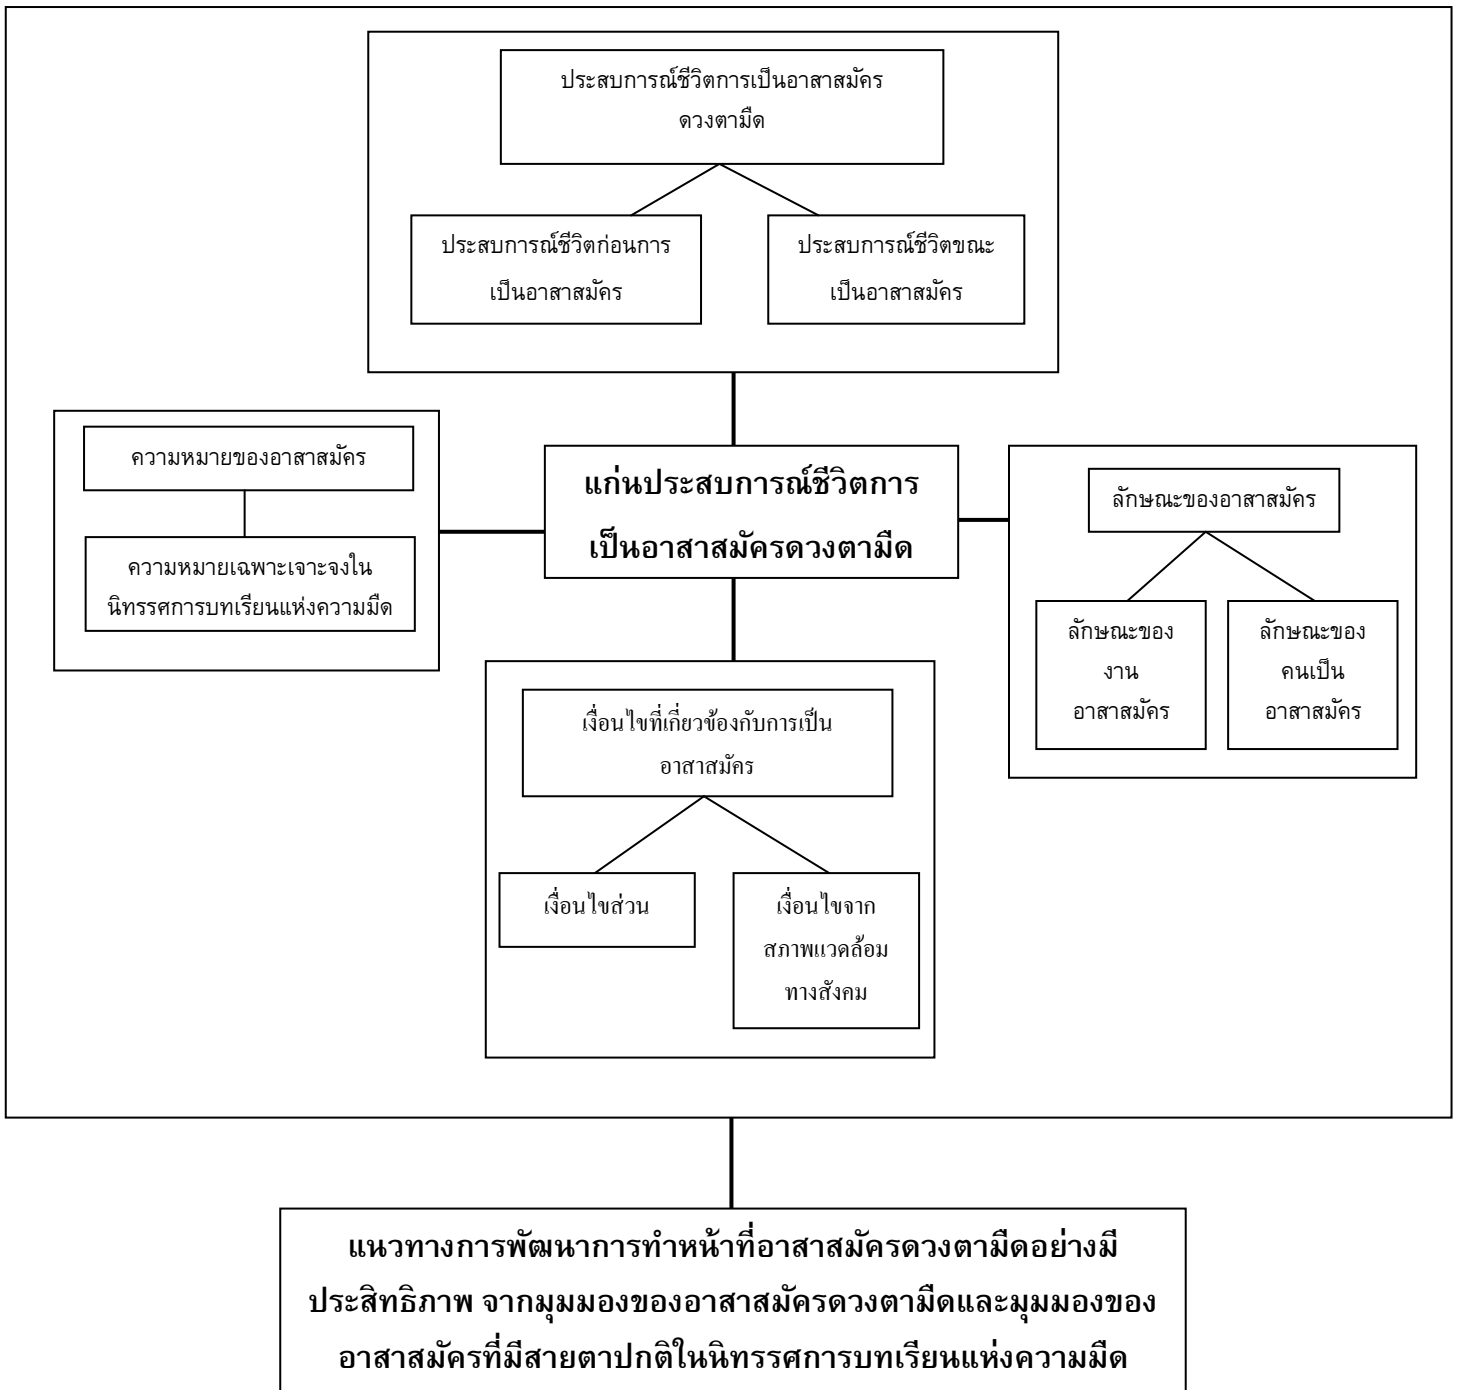 ประสบการณ์ชีวิตการเป็นอาสาสมัคร
ดวงตามืด
ประสบการณ์ชีวิตก่อนการ
เป็นอาสาสมัคร
ประสบการณ์ชีวิตขณะ
เป็นอาสาสมัคร
ความหมายของอาสาสมัคร
ความหมายเฉพาะเจาะจงใน
นิทรรศการบทเรียนแห่งความมืด
แก่นประสบการณ์ชีวิตการ
เป็นอาสาสมัครดวงตามืด
ลักษณะของอาสาสมัคร
ลักษณะของ
งาน
อาสาสมัคร
ลักษณะของ
คนเป็น
อาสาสมัคร
เงื่อนไขที่เกี่ยวข้องกับการเป็น
อาสาสมัคร
เงื่อนไขส่วน
เงื่อนไขจาก
สภาพแวดล้อม
ทางสังคม
แนวทางการพัฒนาการทำหน้าที่อาสาสมัครดวงตามืดอย่างมี
ประสิทธิภาพ จากมุมมองของอาสาสมัครดวงตามืดและมุมมองของ
อาสาสมัครที่มีสายตาปกติในนิทรรศการบทเรียนแห่งความมืด